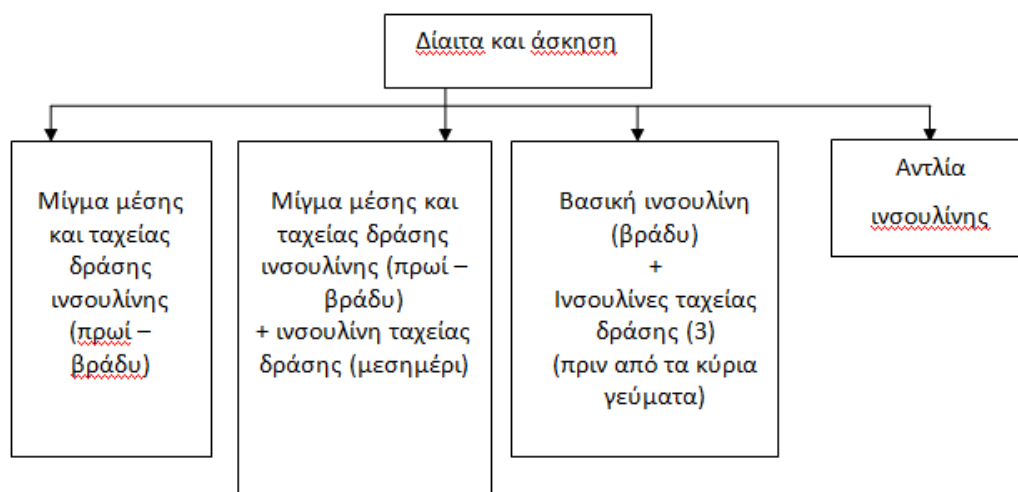 Δίαιτα και άσκηση
Μίγμα μέσης
και ταχείας
δράσης
ινσουλίνης
(πρωί –
βράδυ)
Μίγμα μέσης και
ταχείας δράσης
ινσουλίνης (πρωί –
βράδυ)
+ ινσουλίνη ταχείας
δράσης (μεσημέρι)
Βασική ινσουλίνη
(βράδυ)
+
Ινσουλίνες ταχείας
δράσης (3)
(πριν από τα κύρια
γεύματα)
Αντλία
ινσουλίνης